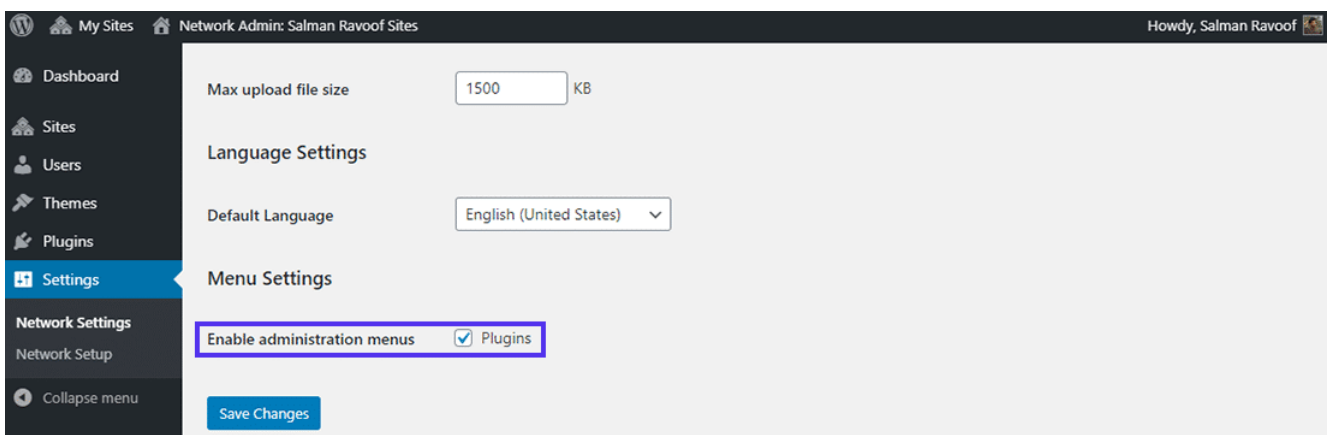 My Sites Network Admin: Salman Ravoof Sites Howdy, Salman Ravoof
Dashboard
Sites
Users
Themes
Plugins
Settings
Network Settings
Network Setup
Collapse menu
Max upload file size 1500 KB
Language Settings
Default Language English (United States)
Menu Settings
Enable administration menus Plugins
Save Changes